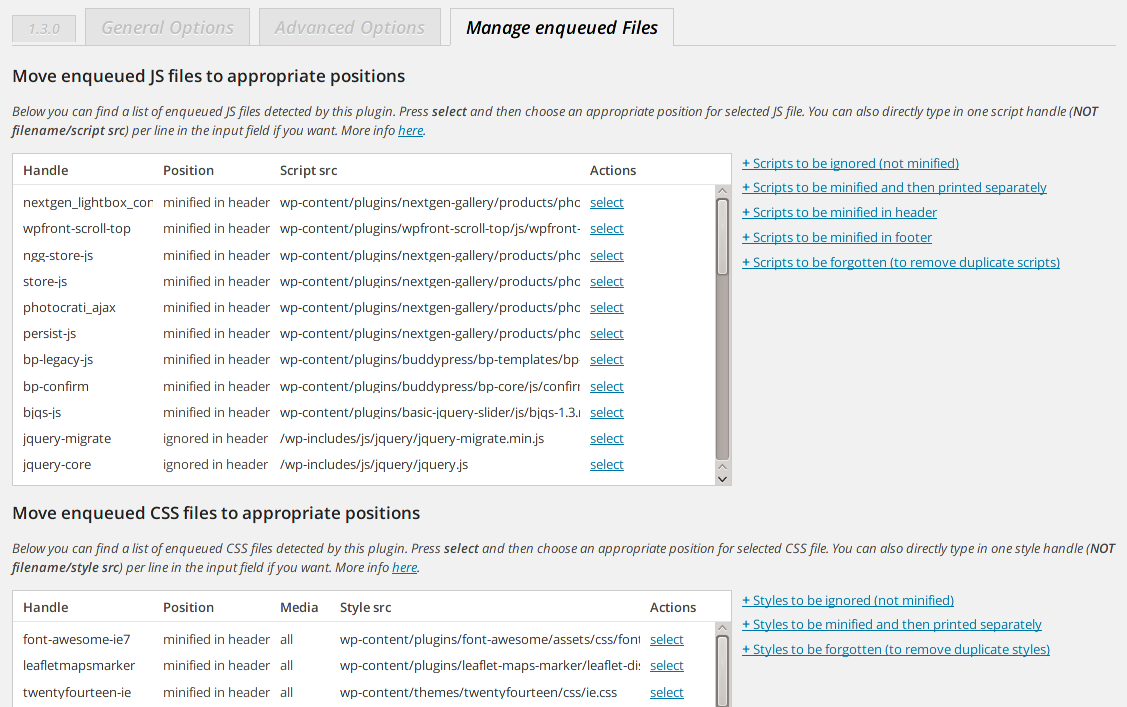 1.3.0 General Options Advanced Options Manage enqueued Files
Move enqueued JS files to appropriate positions
Below you can find a list of enqueued JS files detected by this plugin. Press select and then choose an appropriate position for selected JS file. You can also directly type in one script handle (NOT
filename/script src) per line in the input field if you want. More info here.
Handle Position Script src Actions
nextgen_lightbox_con minified in header wp-content/plugins/nextgen-gallery/products/pho select
wpfront-scroll-top minified in header wp-content/plugins/wpfront-scroll-top/js/wpfront- select
ngg-store-js minified in header wp-content/plugins/nextgen-gallery/products/pho select
store-js minified in header wp-content/plugins/nextgen-gallery/products/pho select
photocrati_ajax minified in header wp-content/plugins/nextgen-gallery/products/pho select
persist-js minified in header wp-content/plugins/nextgen-gallery/products/pho select
bp-legacy-js minified in header wp-content/plugins/buddypress/bp-templates/bp- select
bp-confirm minified in header wp-content/plugins/buddypress/bp-core/js/confirm select
bjqs-js minified in header wp-content/plugins/basic-jquery-slider/js/bjqs-1.3. select
jquery-migrate ignored in header /wp-includes/js/jquery/jquery-migrate.min.js select
jquery-core ignored in header /wp-includes/js/jquery/jquery.js select
+ Scripts to be ignored (not minified)
+ Scripts to be minified and then printed separately
+ Scripts to be minified in header
+ Scripts to be minified in footer
+ Scripts to be forgotten (to remove duplicate scripts)
Move enqueued CSS files to appropriate positions
Below you can find a list of enqueued CSS files detected by this plugin. Press select and then choose an appropriate position for selected CSS file. You can also directly type in one style handle (NOT
filename/style src) per line in the input field if you want. More info here.
Handle Position Media Style src Actions
font-awesome-ie7 minified in header all wp-content/plugins/font-awesome/assets/css/font select
leafletmapsmarker minified in header all wp-content/plugins/leaflet-maps-marker/leaflet-dis select
twentyfourteen-ie minified in header all wp-content/themes/twentyfourteen/css/ie.css select
+ Styles to be ignored (not minified)
+ Styles to be minified and then printed separately
+ Styles to be forgotten (to remove duplicate styles)